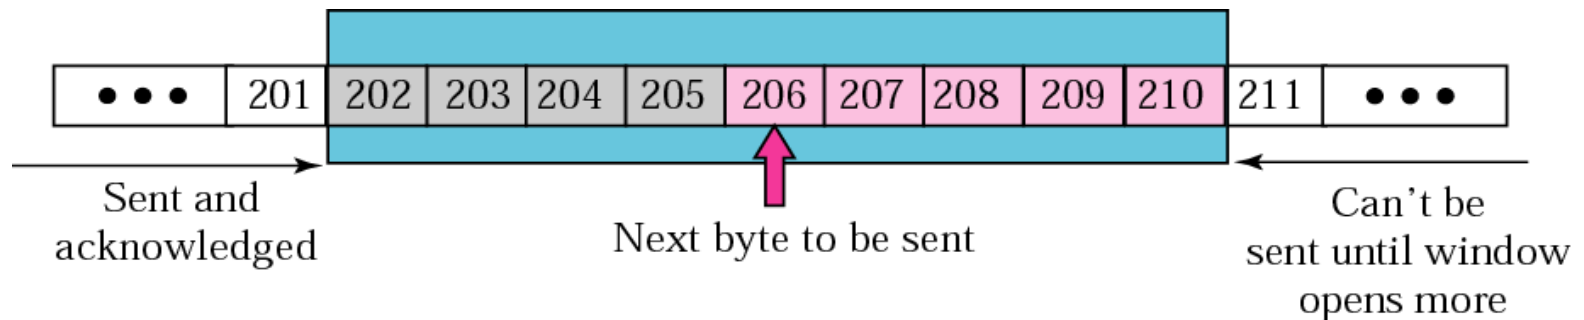 • • • 201 202 203 204 205 206 207 208 209 210 211 • • •
Sent and
acknowledged
Next byte to be sent
Can't be
sent until window
opens more